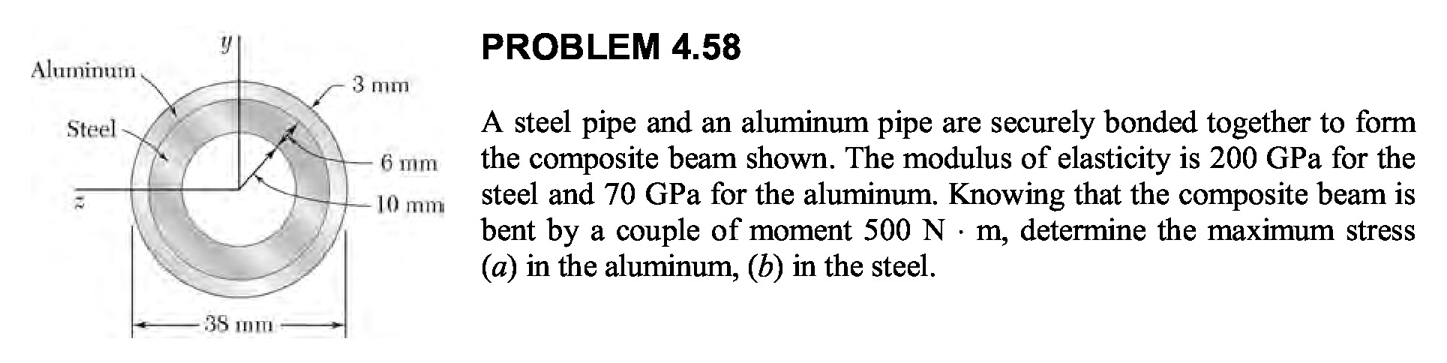 PROBLEM 4.58
y
Aluminum
3 mm
Steel
6 mm
z
10 mm
38 mm
A steel pipe and an aluminum pipe are securely bonded together to form
the composite beam shown. The modulus of elasticity is 200 GPa for the
steel and 70 GPa for the aluminum. Knowing that the composite beam is
bent by a couple of moment 500 N · m, determine the maximum stress
(a) in the aluminum, (b) in the steel.